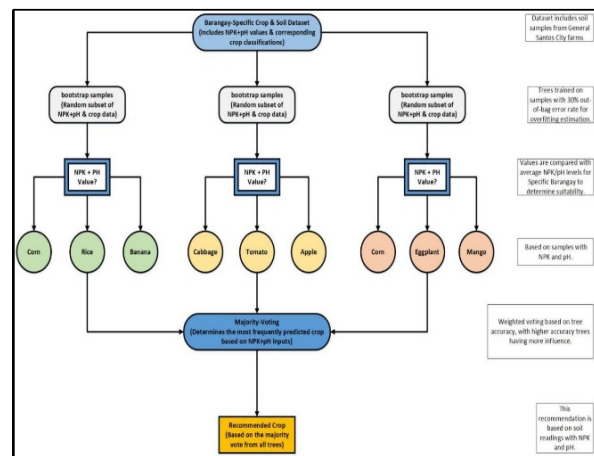 Barangay-Specific Crop & Soil Dataset
(Includes NPK+pH values & corresponding
crop classifications)
Dataset includes soil
samples from General
Santos City farms
bootstrap samples
(Random subset of
NPK+pH & crop data)
bootstrap samples
(Random subset of
NPK+pH & crop data)
bootstrap samples
(Random subset of
NPK+pH & crop data)
Trees trained on
samples with 30% out-
of-bag error rate for
overfitting estimation.
NPK + PH
Value?
NPK + PH
Value?
NPK + PH
Value?
Values are compared with
average NPK/pH levels for
Specific Barangay to
determine suitability.
Corn
Rice
Banana
Cabbage
Tomato
Apple
Corn
Eggplant
Mango
Based on samples with
NPK and pH.
Majority-Voting
(Determines the most frequently predicted crop
based on NPK+pH inputs)
Weighted voting based on tree
accuracy, with higher accuracy trees
having more influence.
Recommended Crop
(Based on the majority
vote from all trees)
This
recommendation is
based on soil
readings with NPK
and pH.